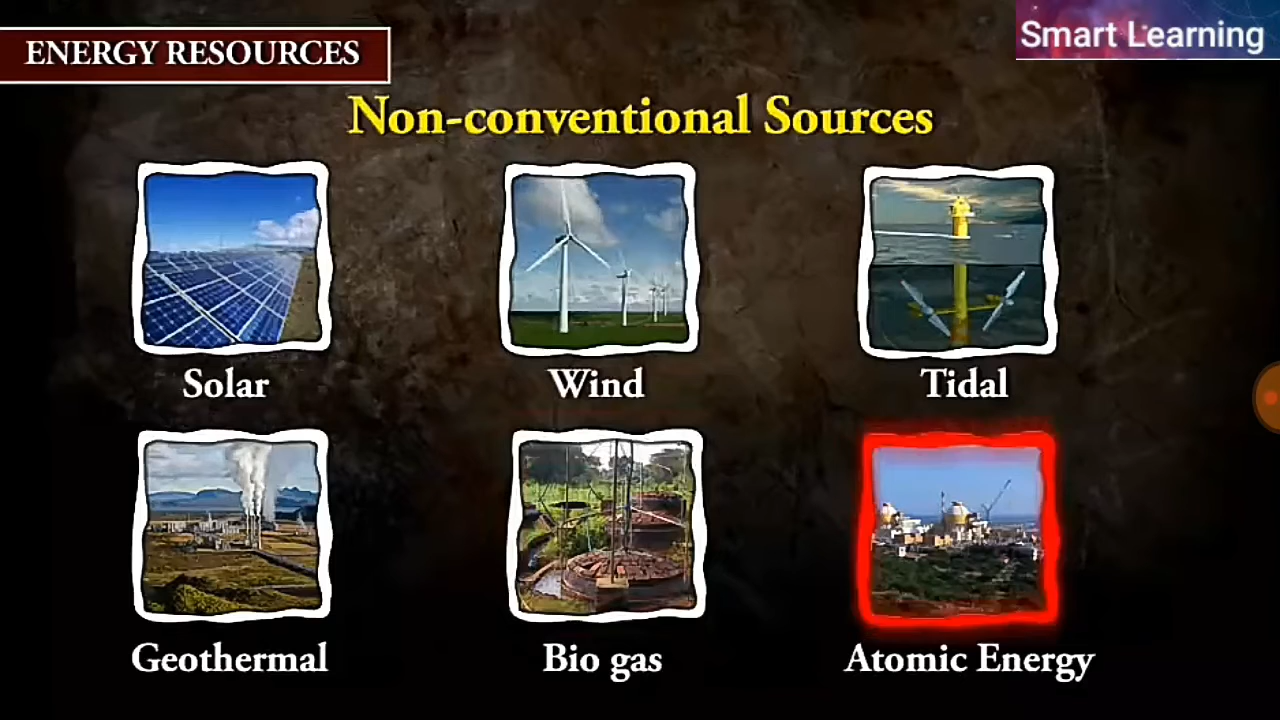 Smart Learning
ENERGY RESOURCES
Non-conventional Sources
Solar
Wind
Tidal
Geothermal
Bio gas
Atomic Energy